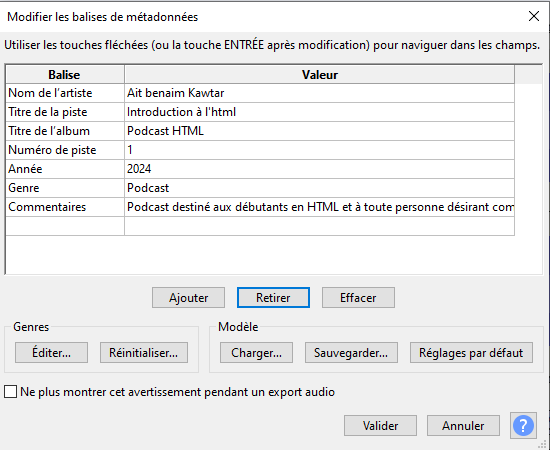 Modifier les balises de métadonnées
Utiliser les touches fléchées (ou la touche ENTRÉE après modification) pour naviguer dans les champs.
Balise Valeur
Nom de l'artiste Ait benaim Kawtar
Titre de la piste Introduction à l'html
Titre de l'album Podcast HTML
Numéro de piste 1
Année 2024
Genre Podcast
Commentaires Podcast destiné aux débutants en HTML et à toute personne désirant com
Ajouter Retirer Effacer
Genres Modèle
Éditer... Réinitialiser... Charger... Sauvegarder... Réglages par défaut
Ne plus montrer cet avertissement pendant un export audio
Valider Annuler ?